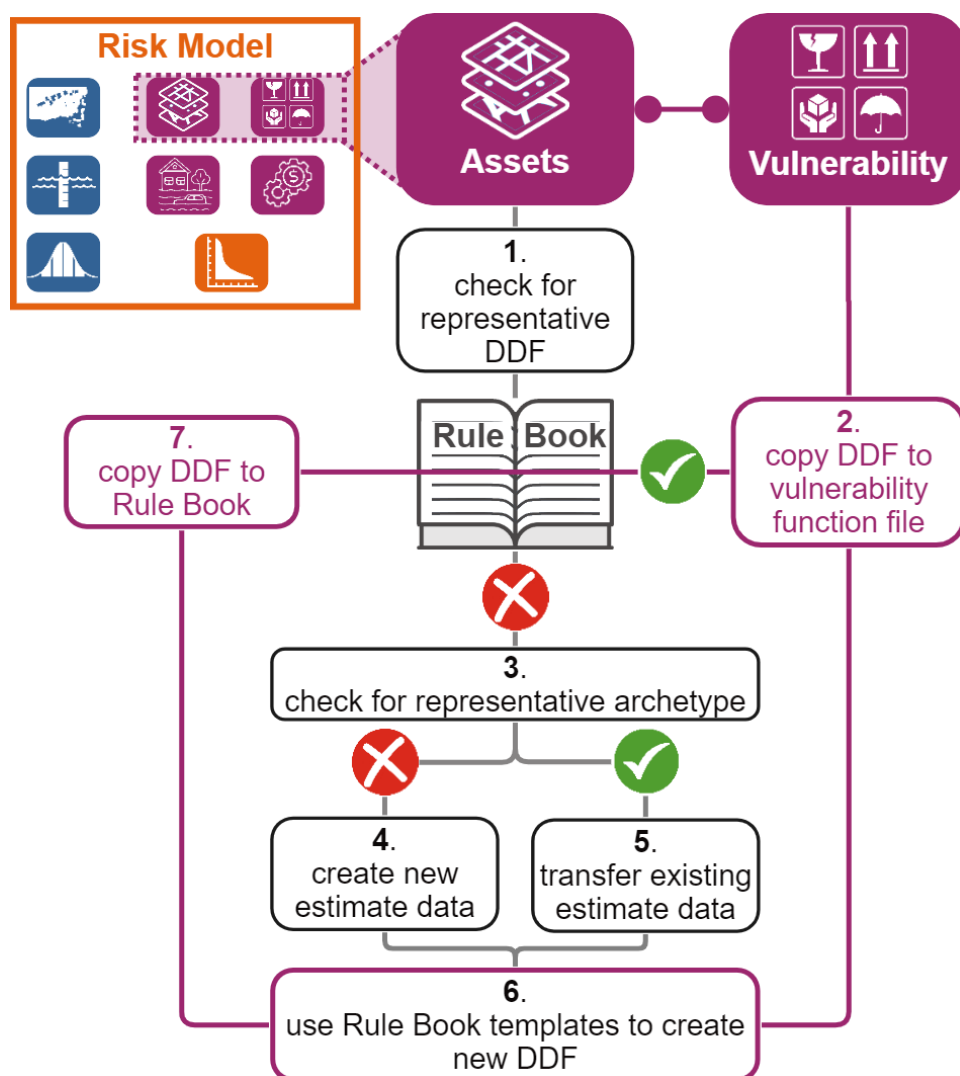 Risk Model
$
Assets
Vulnerability
1.
check for
representative
DDF
Rule Book
7.
copy DDF to
Rule Book
2.
copy DDF to
vulnerability
function file
3.
check for representative archetype
4.
create new
estimate data
5.
transfer existing
estimate data
6.
use Rule Book templates to create
new DDF